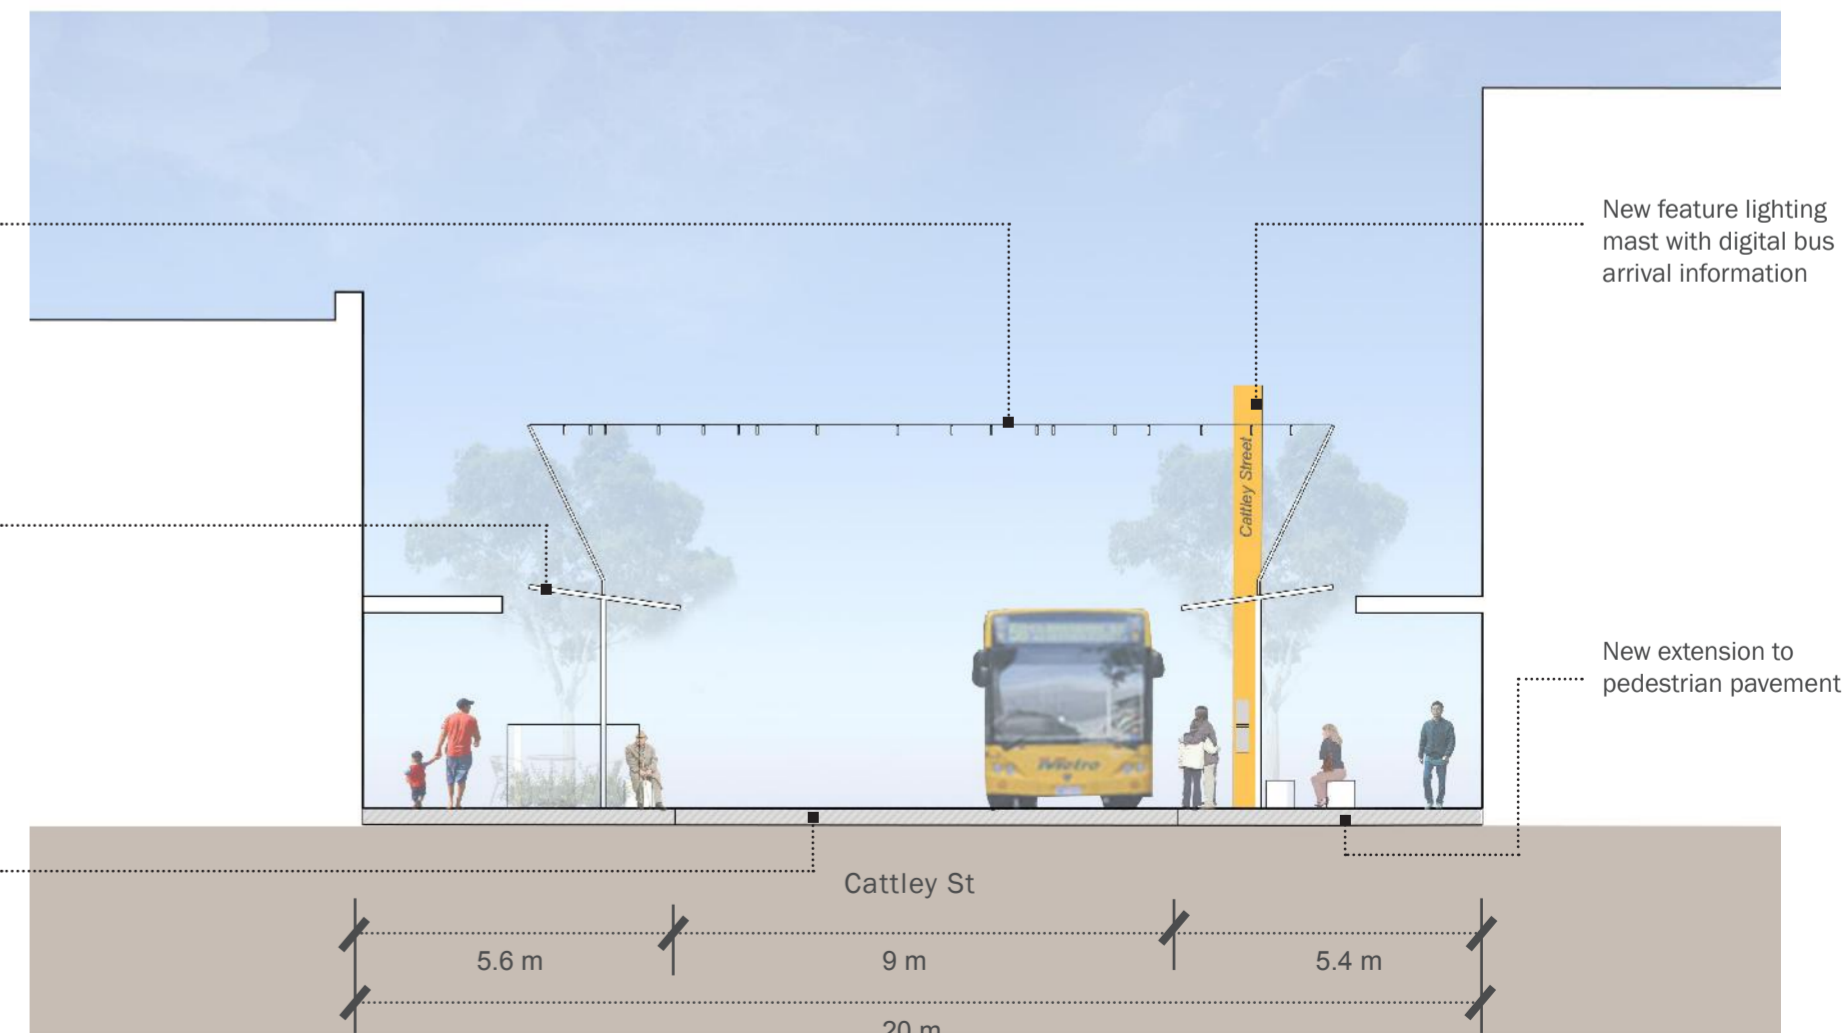 New feature lighting
mast with digital bus
arrival information
Cattley Street
New extension to
pedestrian pavement
Metro
Cattley St
5.6 m
9 m
5.4 m
20 m